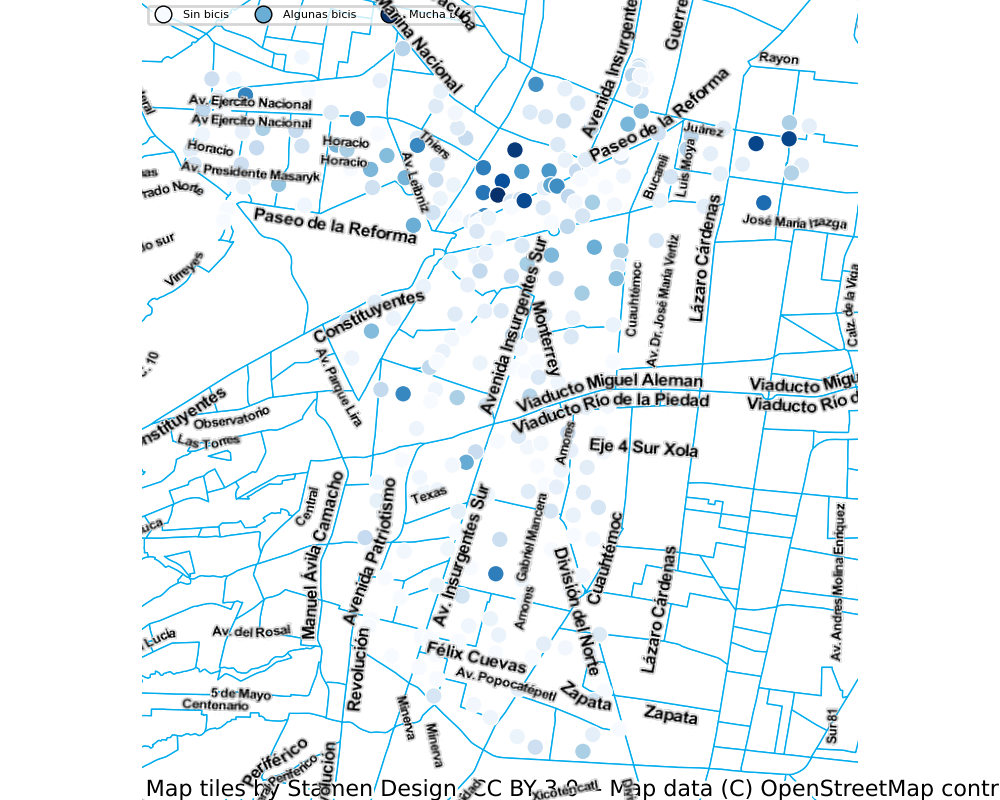 Sin bicis
Algunas bicis
Mucha b
Marina Nacional
Avenida Insurgente
Guerre
Rayon
Av. Ejercito Nacional
Av Ejercito Nacional
Paseo de la Reforma
Juárez
Thiers
Horacio
Horacio
Horacio
Av. Presidente Masaryk
Av. Leibniz
Bucareli
Luis Moya
rado Norte
Paseo de la Reforma
José María Izazga
Virreyes
Lázaro Cárdenas
Avenida Insurgentes Sur
Cuauhtémoc
Av. Dr. José María Vertiz
Calz. de la Viga
Constituyentes
Monterrey
Av. Parque Lira
Viaducto Miguel Aleman
Viaducto Migu
Viaducto Río de la Piedad
Viaducto Río d
nstituyentes
Observatorio
Las Torres
Amores
Eje 4 Sur Xola
Central
Manuel Ávila Camacho
Avenida Patriotismo
Texas
Av. Insurgentes Sur
Gabriel Mancera
Cuauhtémoc
División del Norte
Lázaro Cárdenas
Av. Andres Molina Enriquez
Amores
Lucia
Av. del Rosal
Revolución
Félix Cuevas
Av. Popocatépetl
Zapata
Zapata
5 de Mayo
Centenario
Minerva
Minerva
Sur 81
Periférico
Periférico
olución
Xicoténcatl
Map tiles by Stamen Design, CC BY 3.0 -- Map data (C) OpenStreetMap contr